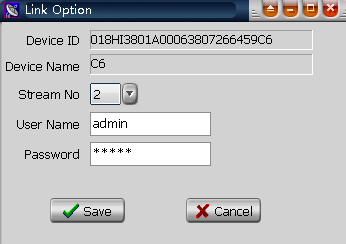 Link Option
Device ID 018HI3801A00063807266459C6
Device Name C6
Stream No 2
User Name admin
Password *****
Save Cancel